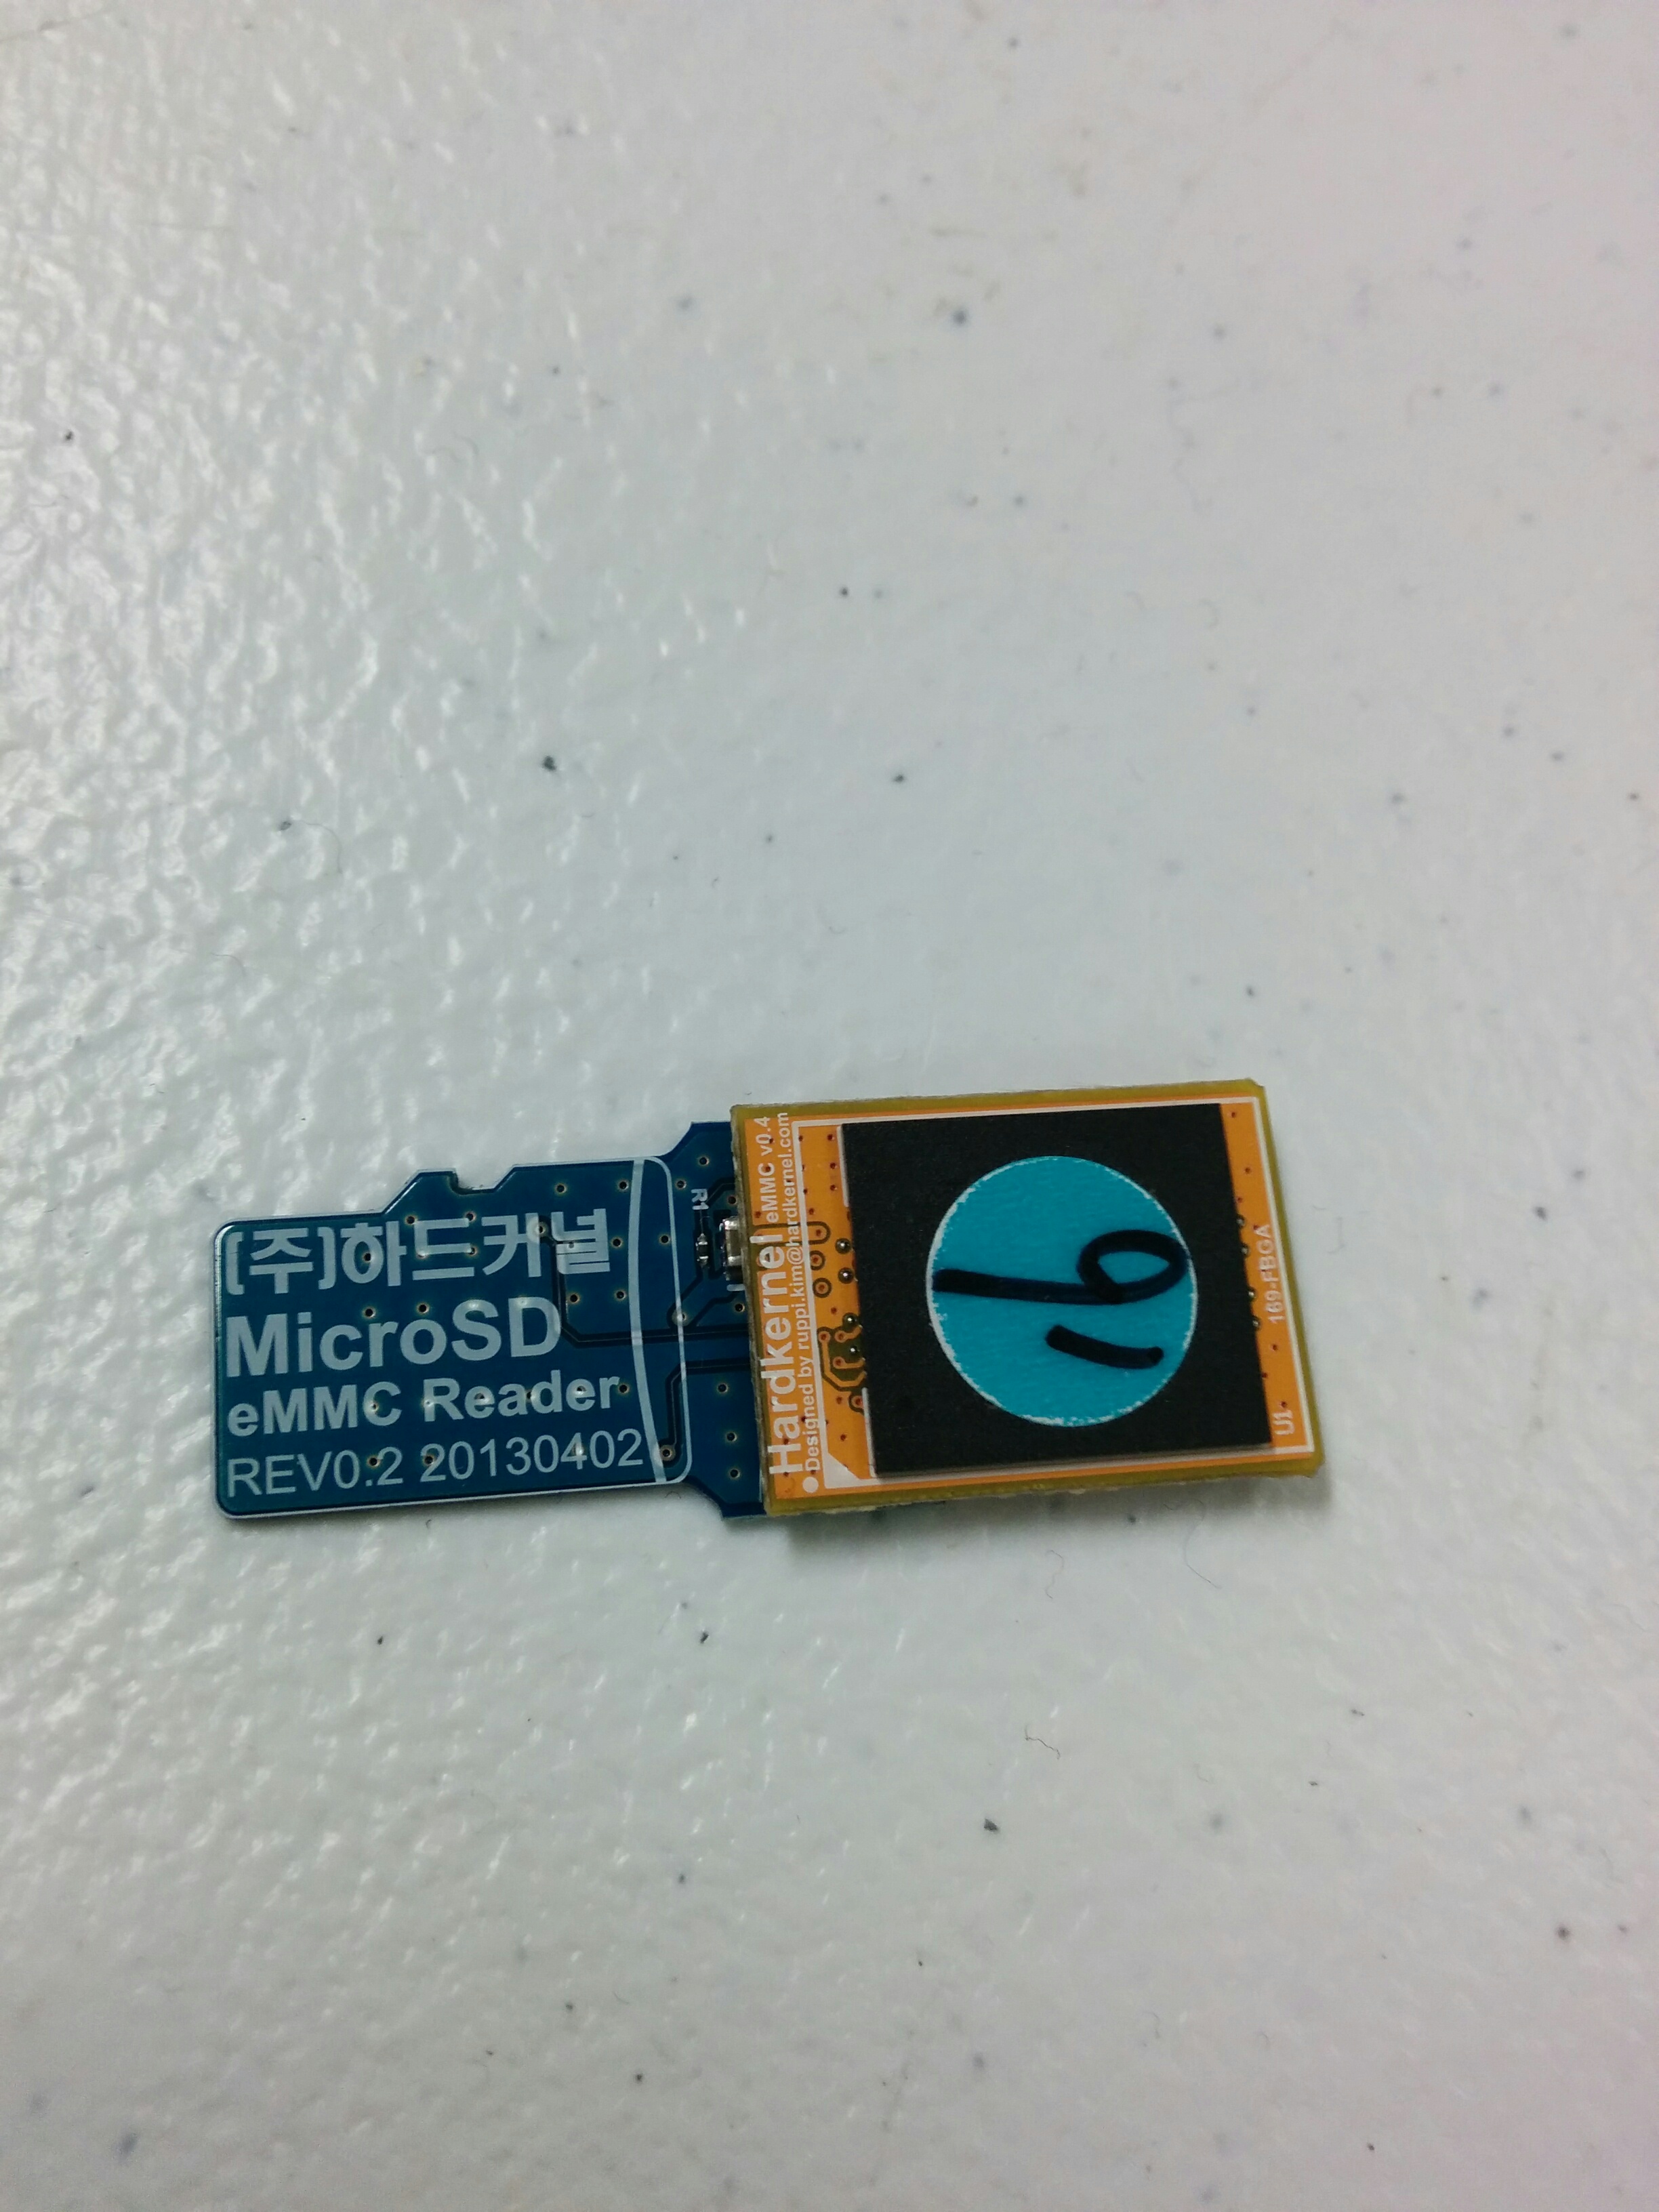 (주)하드커널
MicroSD
eMMC Reader
REV0.2 20130402
R1
Hardkernel eMMC v0.4
Designed by ruppi.kim@hardkernel.com
16
U1 169-FBGA